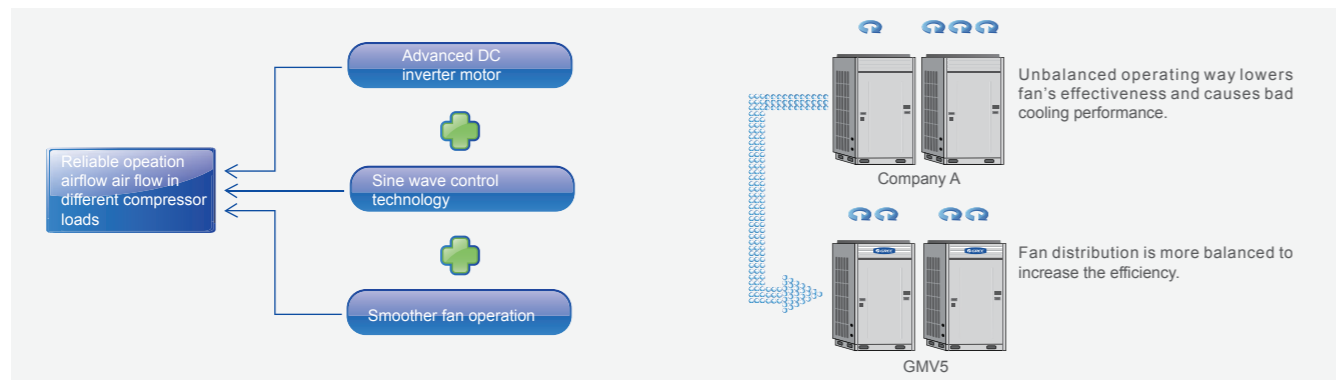 Advanced DC
inverter motor
Reliable opeation
airflow air flow in
different compressor
loads
Sine wave control
technology
Smoother fan operation
Unbalanced operating way lowers
fan's effectiveness and causes bad
cooling performance.
Company A
GREE
GREE
Fan distribution is more balanced to
increase the efficiency.
GMV5